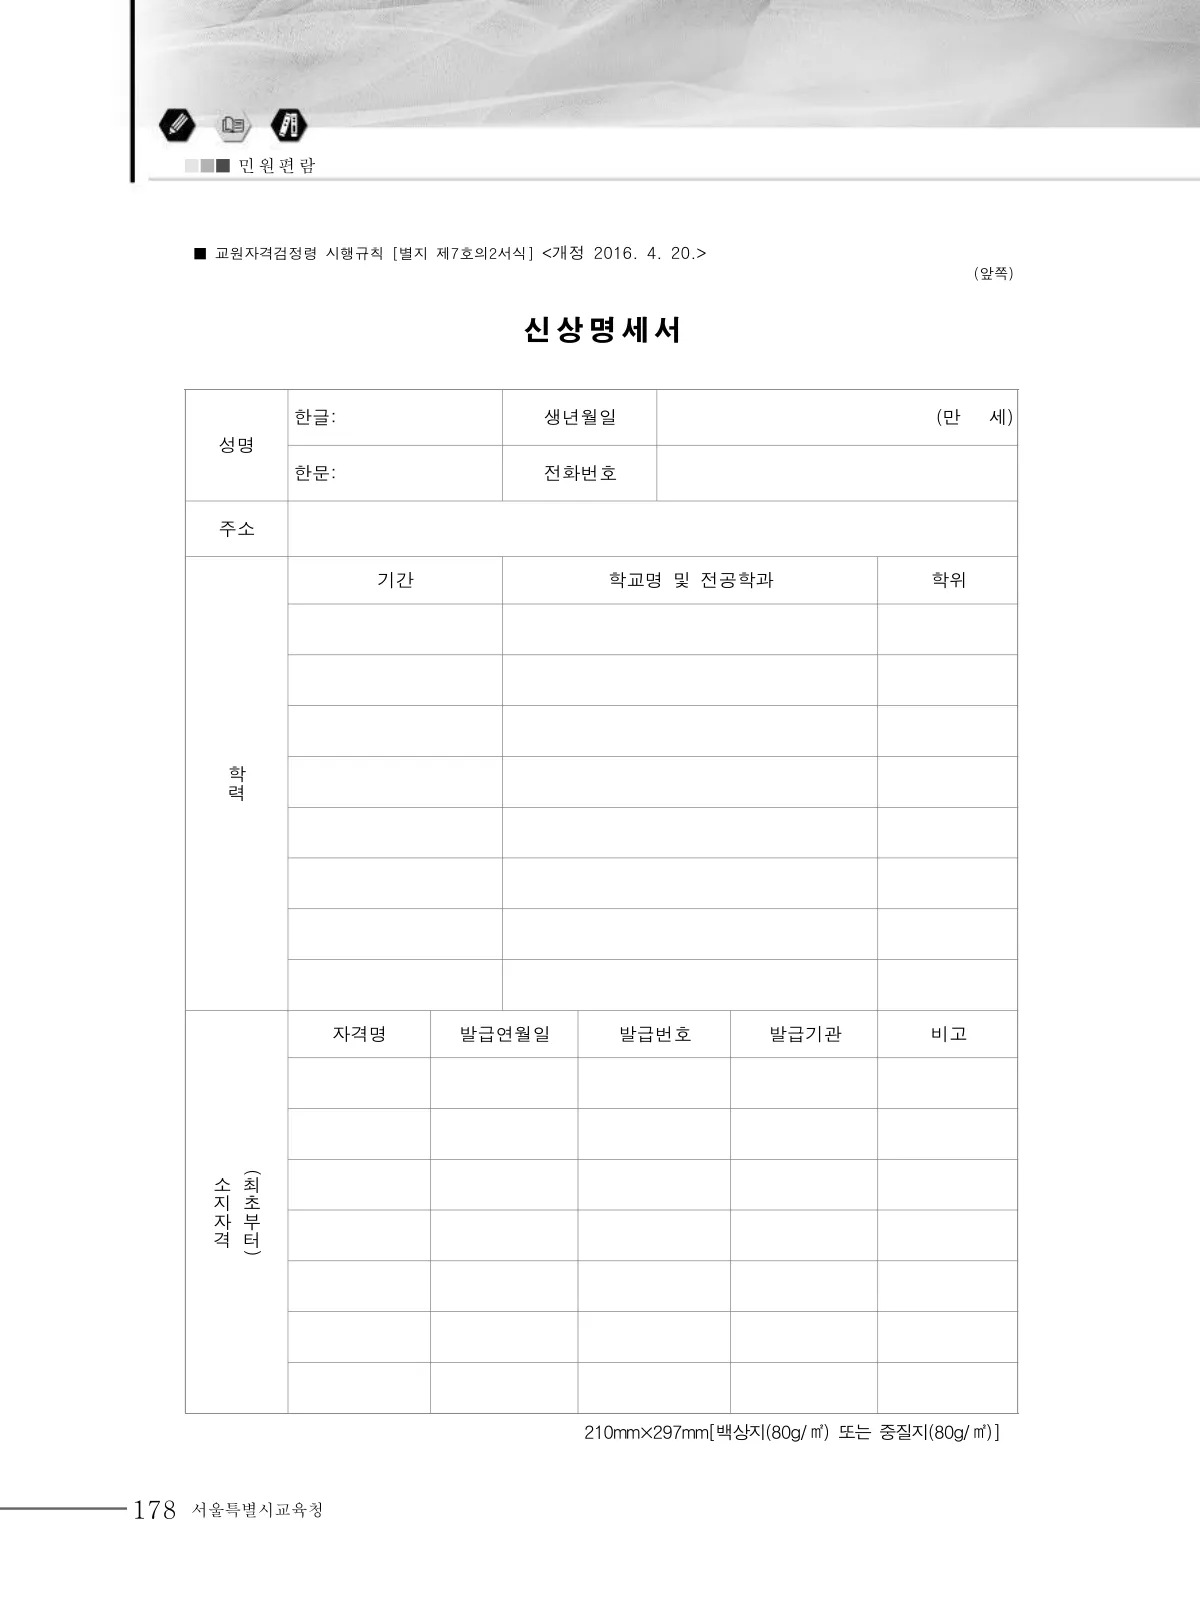 민원편람
■ 교원자격검정령 시행규칙 [별지 제7호의2서식] <개정 2016. 4. 20.>
(앞쪽)
신상명세서
성명
한글:
생년월일
(만 세)
한문:
전화번호
주소
학력
기간
학교명 및 전공학과
학위
소지자격
(최초부터)
자격명
발급연월일
발급번호
발급기관
비고
210mm×297mm[백상지(80g/㎡) 또는 중질지(80g/㎡)]
178 서울특별시교육청